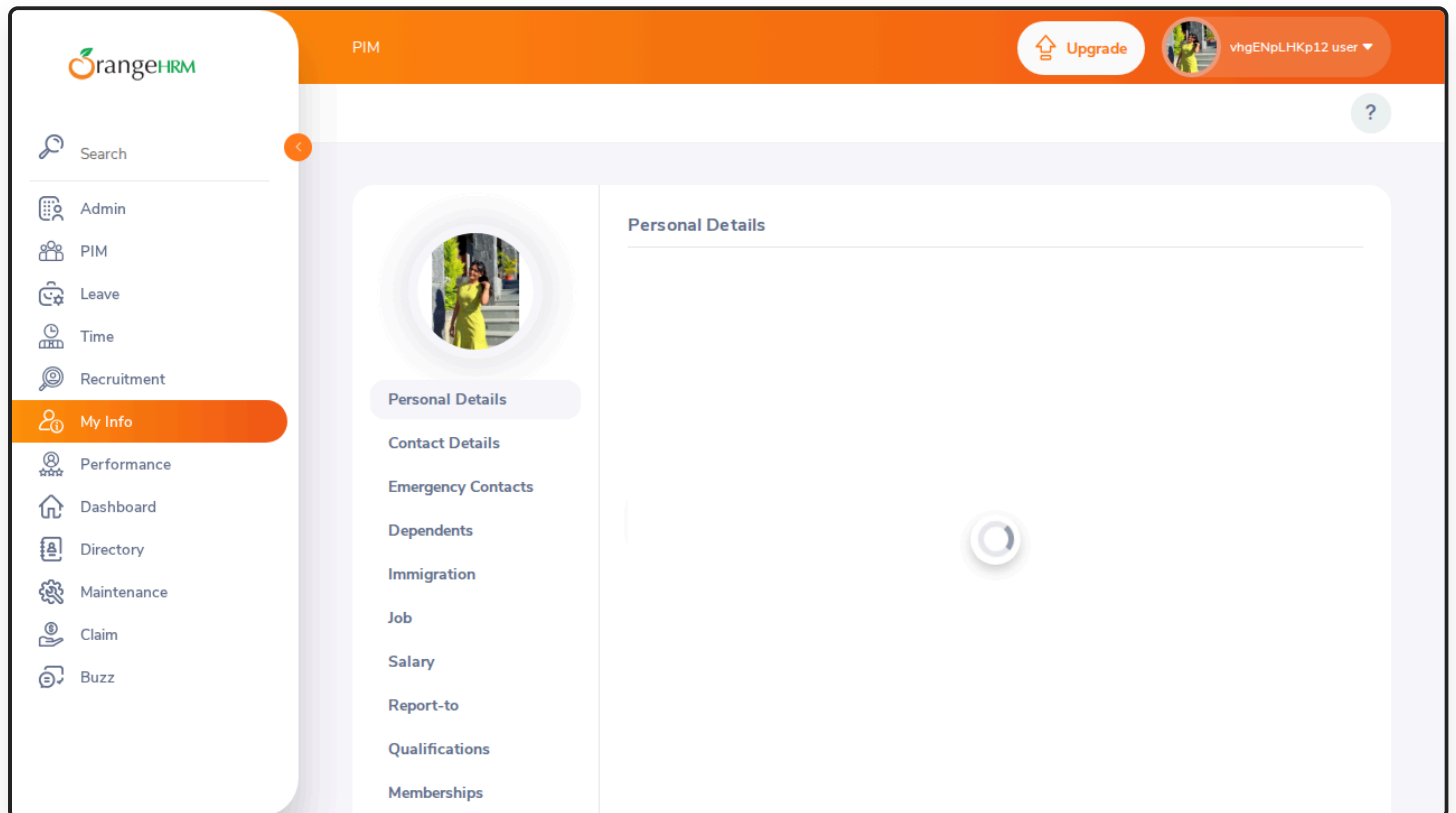 OrangeHRM
PIM
Upgrade
vhgENpLHKp12 user
?
Search
Admin
PIM
Leave
Time
Recruitment
My Info
Performance
Dashboard
Directory
Maintenance
Claim
Buzz
Personal Details
Contact Details
Emergency Contacts
Dependents
Immigration
Job
Salary
Report-to
Qualifications
Memberships
Personal Details